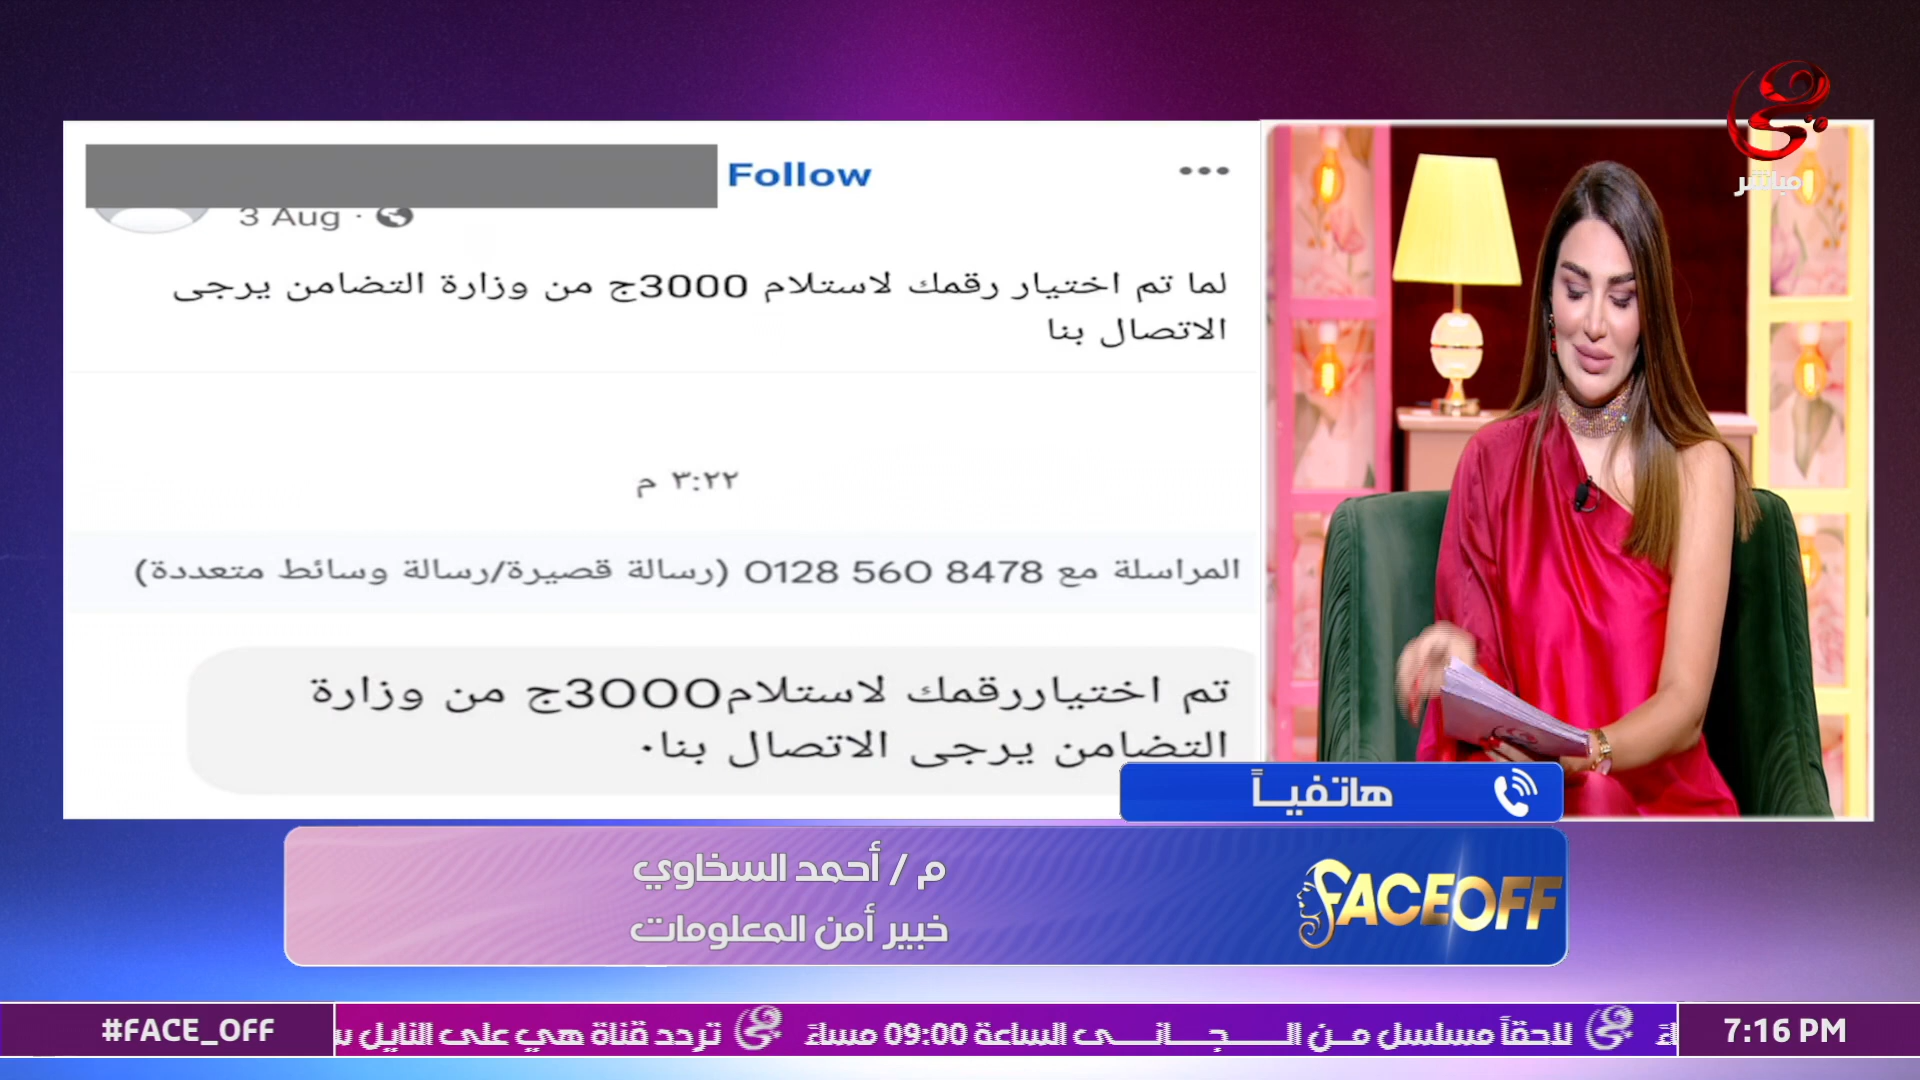 مباشر
Follow
3 Aug ·
لما تم اختيار رقمك لاستلام 3000ج من وزارة التضامن يرجى
الاتصال بنا
٣:٢٢ م
المراسلة مع 8478 560 0128 (رسالة قصيرة/رسالة وسائط متعددة)
تم اختياررقمك لاستلام3000ج من وزارة
التضامن يرجى الاتصال بنا.
هاتفياً
م / أحمد السخاوي
خبير أمن المعلومات
FACEOFF
#FACE_OFF
لاحقاً مسلسل من الجانى الساعة 09:00 مساءً
تردد قناة هي على النايل
7:16 PM